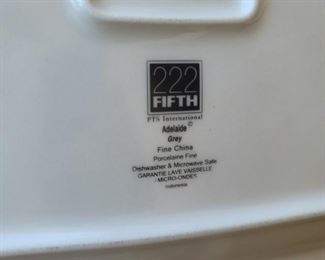 222
FIFTH
PTS International
Adelaide ©
Grey
Fine China
Porcelaine Fine
Dishwasher & Microwave Safe
GARANTIE LAVE VAISSELLE
/ MICRO-ONDES
Indonesia